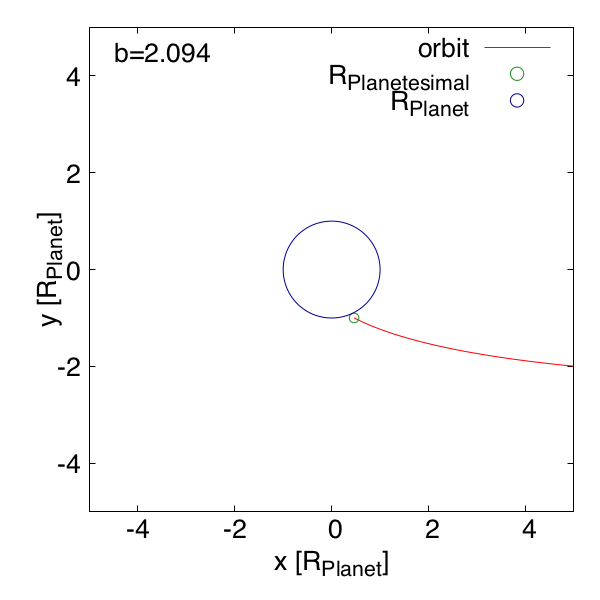 b=2.094
orbit
R_Planetesimal
R_Planet
4
2
0
-2
-4
y [R_Planet]
-4
-2
0
2
4
x [R_Planet]